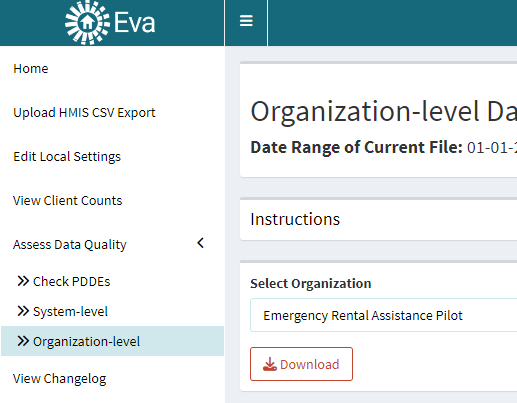 Eva
Home
Upload HMIS CSV Export
Edit Local Settings
View Client Counts
Assess Data Quality
Check PDDEs
System-level
Organization-level
View Changelog
Organization-level Da
Date Range of Current File: 01-01-2
Instructions
Select Organization
Emergency Rental Assistance Pilot
Download